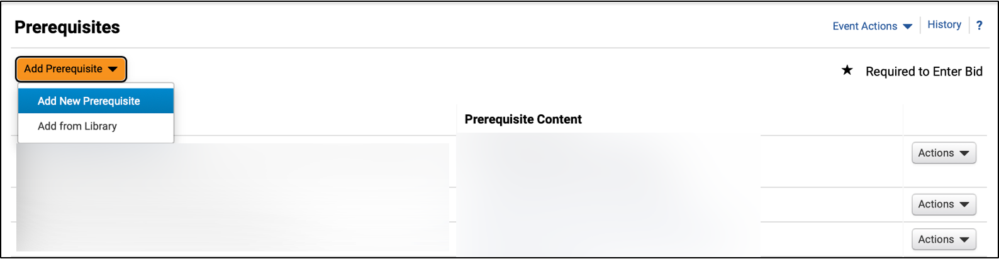 Prerequisites
Event Actions
History
?
Add Prerequisite
★ Required to Enter Bid
Add New Prerequisite
Add from Library
Prerequisite Content
Actions
Actions
Actions